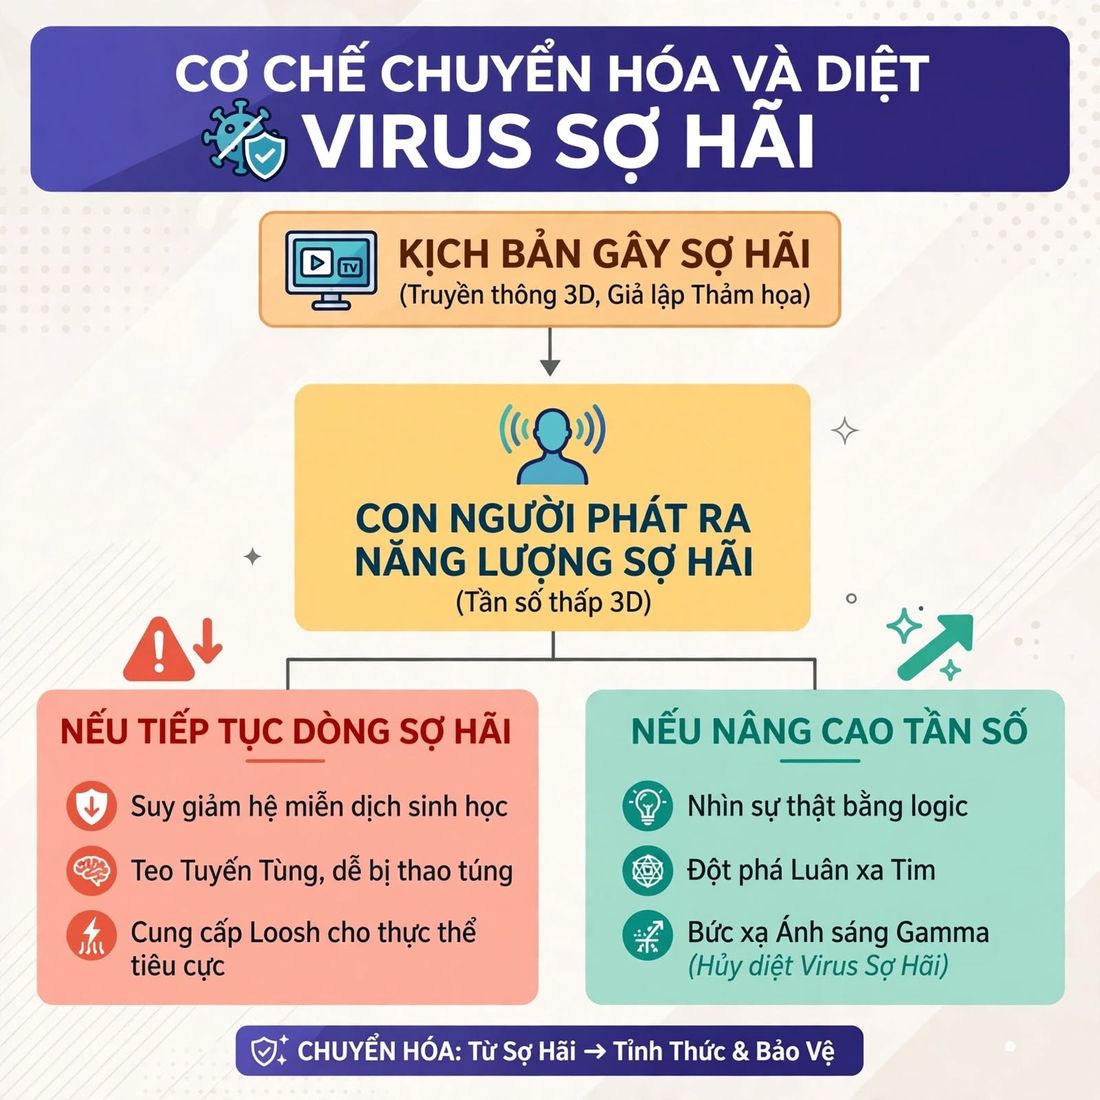 CƠ CHẾ CHUYỂN HÓA VÀ DIỆT
VIRUS SỢ HÃI
TV
KỊCH BẢN GÂY SỢ HÃI
(Truyền thông 3D, Giả lập Thảm họa)
CON NGƯỜI PHÁT RA
NĂNG LƯỢNG SỢ HÃI
(Tần số thấp 3D)
NẾU TIẾP TỤC DÒNG SỢ HÃI
Suy giảm hệ miễn dịch sinh học
Teo Tuyến Tùng, dễ bị thao túng
Cung cấp Loosh cho thực thể
tiêu cực
NẾU NÂNG CAO TẦN SỐ
Nhìn sự thật bằng logic
Đột phá Luân xa Tim
Bức xạ Ánh sáng Gamma
(Hủy diệt Virus Sợ Hãi)
CHUYỂN HÓA: Từ Sợ Hãi → Tỉnh Thức & Bảo Vệ